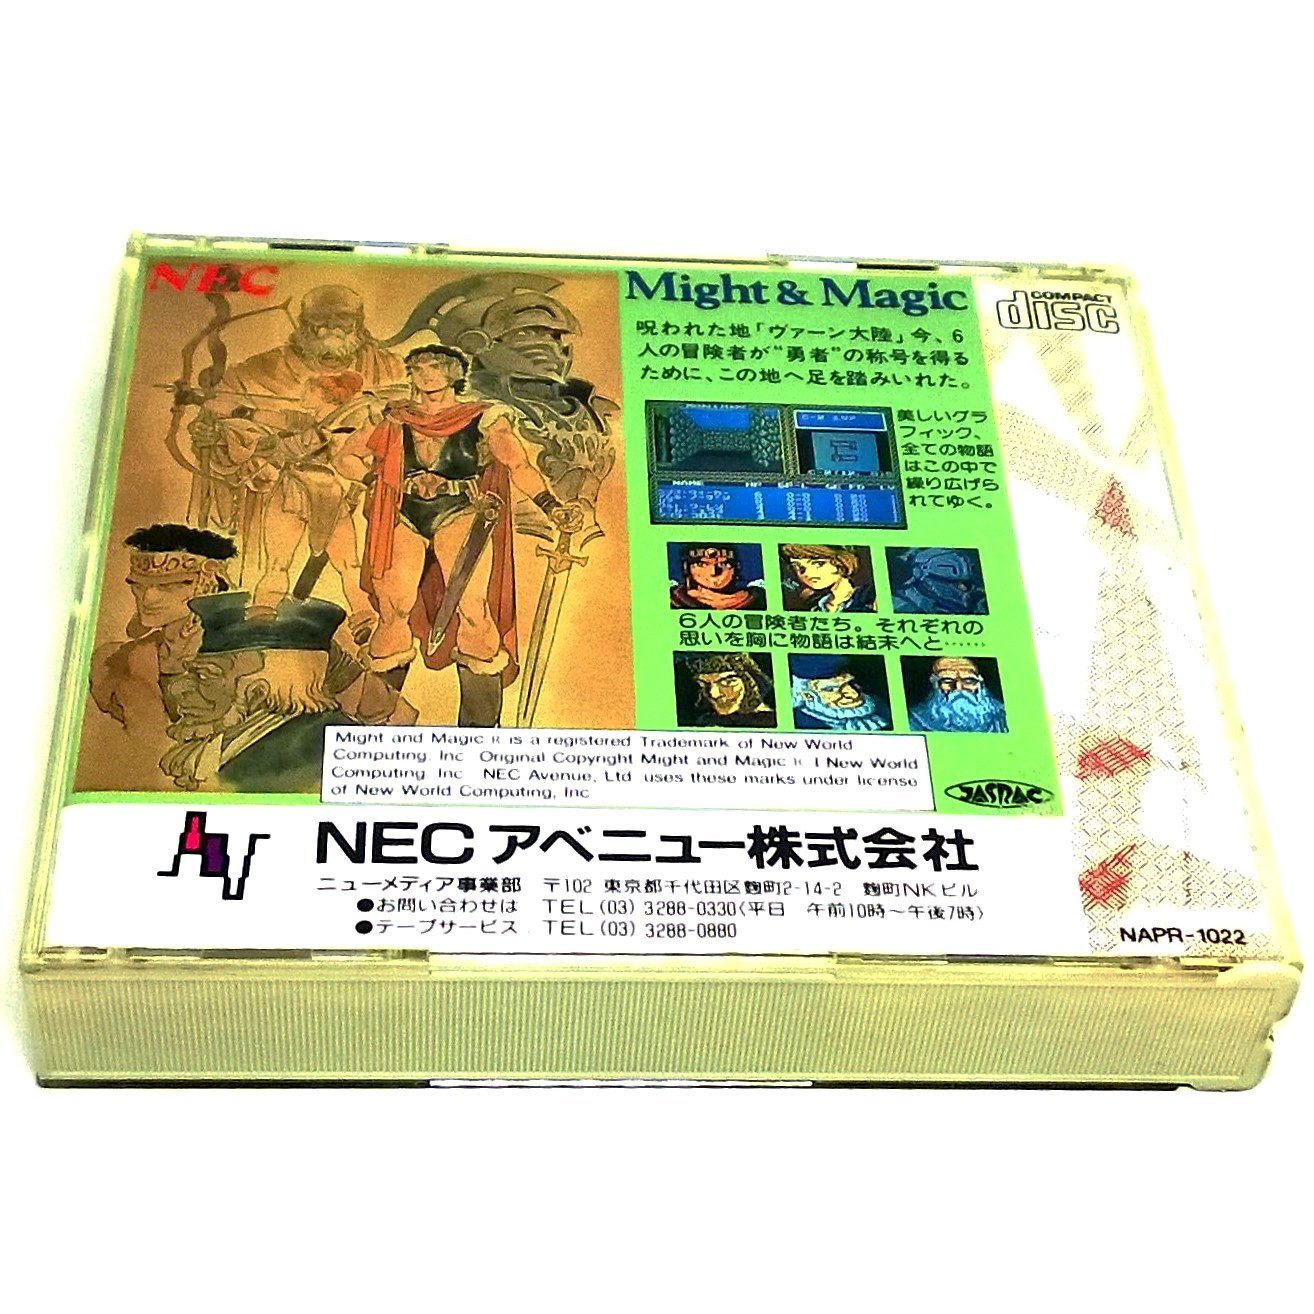 NEC
Might & Magic
COMPACT
disc
呪われた地「ヴァーン大陸」今、6
人の冒険者が“勇者”の称号を得る
ために、この地へ足を踏みいれた。
美しいグラ
フィック、
全ての物語
はこの中で
繰り広げら
れてゆく。
NAME
6人の冒険者たち。それぞれの
思いを胸に物語は結末へと……
Might and Magic R is a registered Trademark of New World
Computing, Inc Original Copyright Might and Magic R I New World
Computing Inc NEC Avenue, Ltd uses these marks under license
of New World Computing, Inc
JASRAC
NECアベニュー株式会社
ニューメディア事業部 〒102 東京都千代田区麹町2-14-2 麹町NKビル
●お問い合わせは TEL(03)3288-0330〈平日 午前10時〜午後7時〉
●テープサービス TEL(03)3288-0880
NAPR-1022